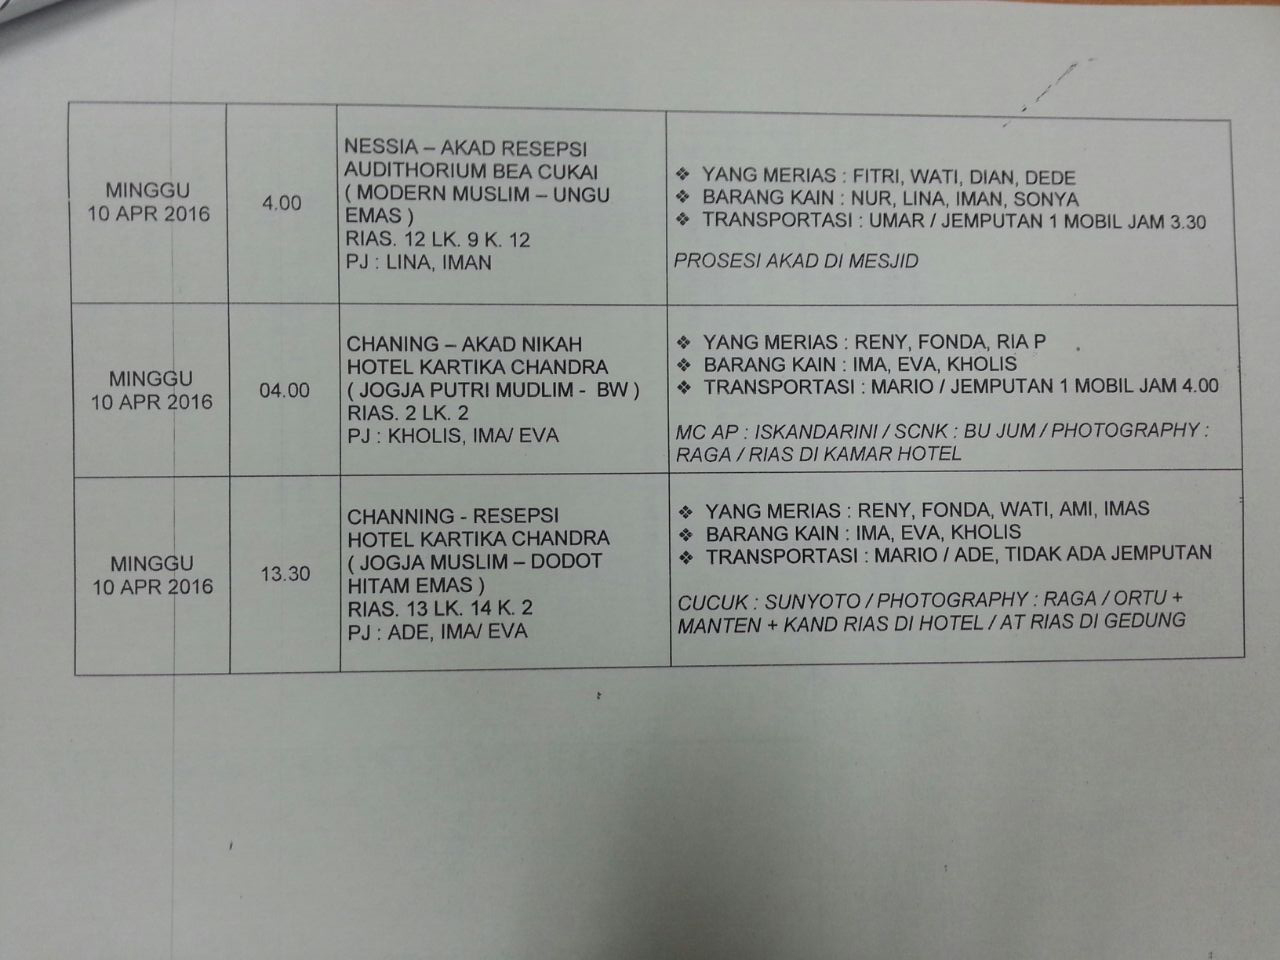 MINGGU
10 APR 2016
4.00
NESSIA – AKAD RESEPSI
AUDITHORIUM BEA CUKAI
( MODERN MUSLIM – UNGU
EMAS )
RIAS. 12 LK. 9 K. 12
PJ : LINA, IMAN
❖ YANG MERIAS : FITRI, WATI, DIAN, DEDE
❖ BARANG KAIN : NUR, LINA, IMAN, SONYA
❖ TRANSPORTASI : UMAR / JEMPUTAN 1 MOBIL JAM 3.30
PROSESI AKAD DI MESJID
MINGGU
10 APR 2016
04.00
CHANING – AKAD NIKAH
HOTEL KARTIKA CHANDRA
( JOGJA PUTRI MUDLIM - BW )
RIAS. 2 LK. 2
PJ : KHOLIS, IMA/ EVA
❖ YANG MERIAS : RENY, FONDA, RIA P
❖ BARANG KAIN : IMA, EVA, KHOLIS
❖ TRANSPORTASI : MARIO / JEMPUTAN 1 MOBIL JAM 4.00
MC AP : ISKANDARINI / SCNK : BU JUM / PHOTOGRAPHY :
RAGA / RIAS DI KAMAR HOTEL
MINGGU
10 APR 2016
13.30
CHANNING - RESEPSI
HOTEL KARTIKA CHANDRA
( JOGJA MUSLIM – DODOT
HITAM EMAS )
RIAS. 13 LK. 14 K. 2
PJ : ADE, IMA/ EVA
❖ YANG MERIAS : RENY, FONDA, WATI, AMI, IMAS
❖ BARANG KAIN : IMA, EVA, KHOLIS
❖ TRANSPORTASI : MARIO / ADE, TIDAK ADA JEMPUTAN
CUCUK : SUNYOTO / PHOTOGRAPHY : RAGA / ORTU +
MANTEN + KAND RIAS DI HOTEL / AT RIAS DI GEDUNG